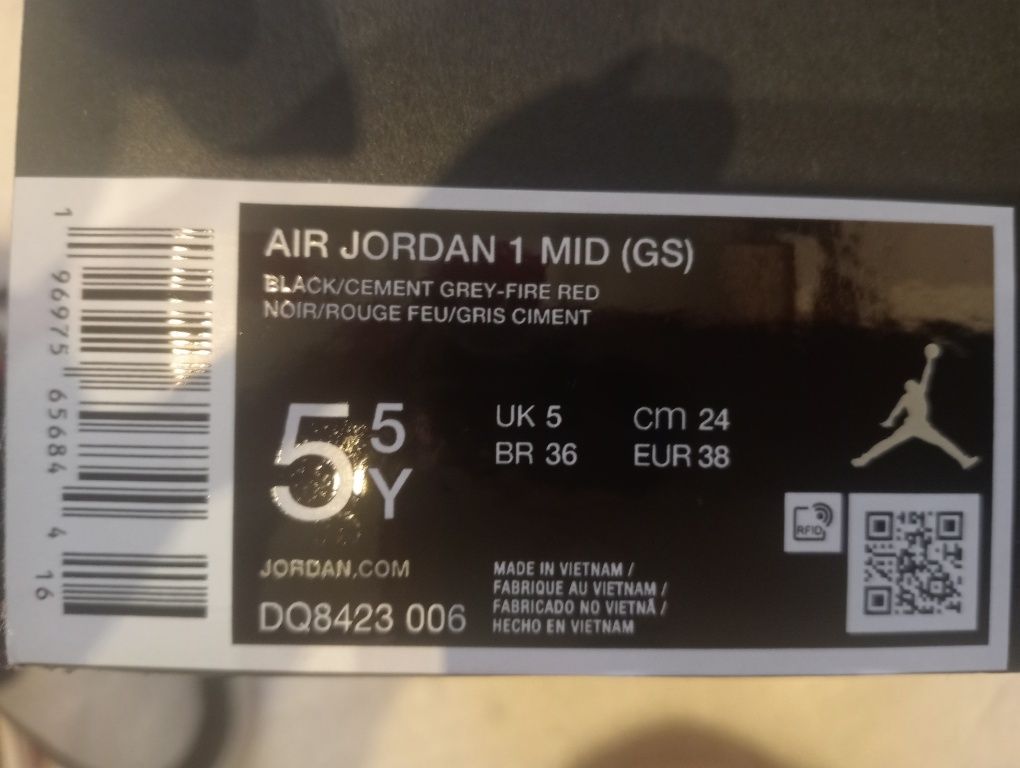 AIR JORDAN 1 MID (GS)
BLACK/CEMENT GREY-FIRE RED
NOIR/ROUGE FEU/GRIS CIMENT
5 5 Y
UK 5 cm 24
BR 36 EUR 38
RFID
JORDAN.COM
DQ8423 006
MADE IN VIETNAM /
FABRIQUE AU VIETNAM /
FABRICADO NO VIETNÃ /
HECHO EN VIETNAM
1 96975 65684 4 16